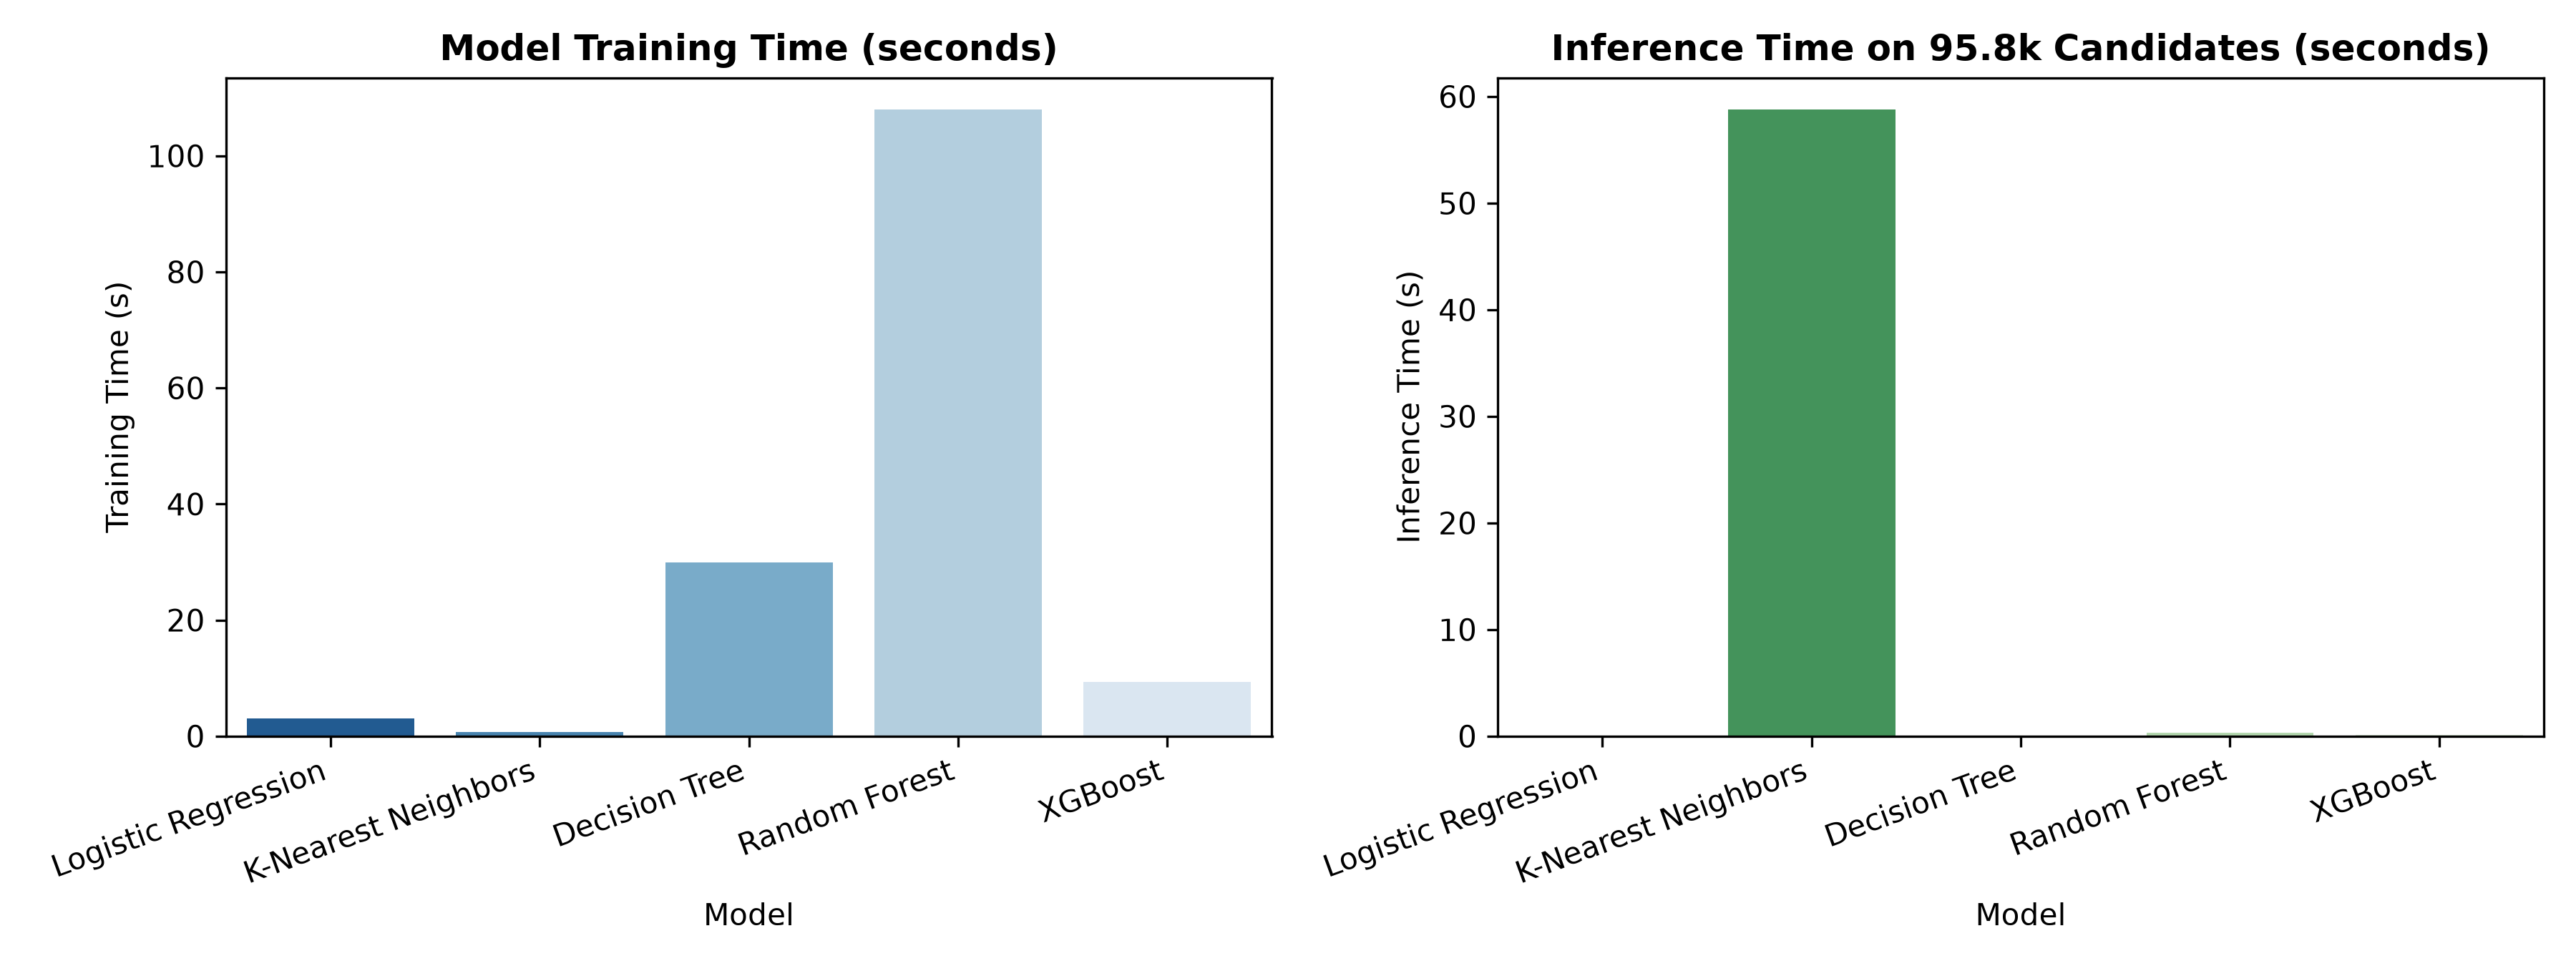 Model Training Time (seconds)
Training Time (s)
100
80
60
40
20
0
Logistic Regression
K-Nearest Neighbors
Decision Tree
Random Forest
XGBoost
Model
Inference Time on 95.8k Candidates (seconds)
Inference Time (s)
60
50
40
30
20
10
0
Logistic Regression
K-Nearest Neighbors
Decision Tree
Random Forest
XGBoost
Model